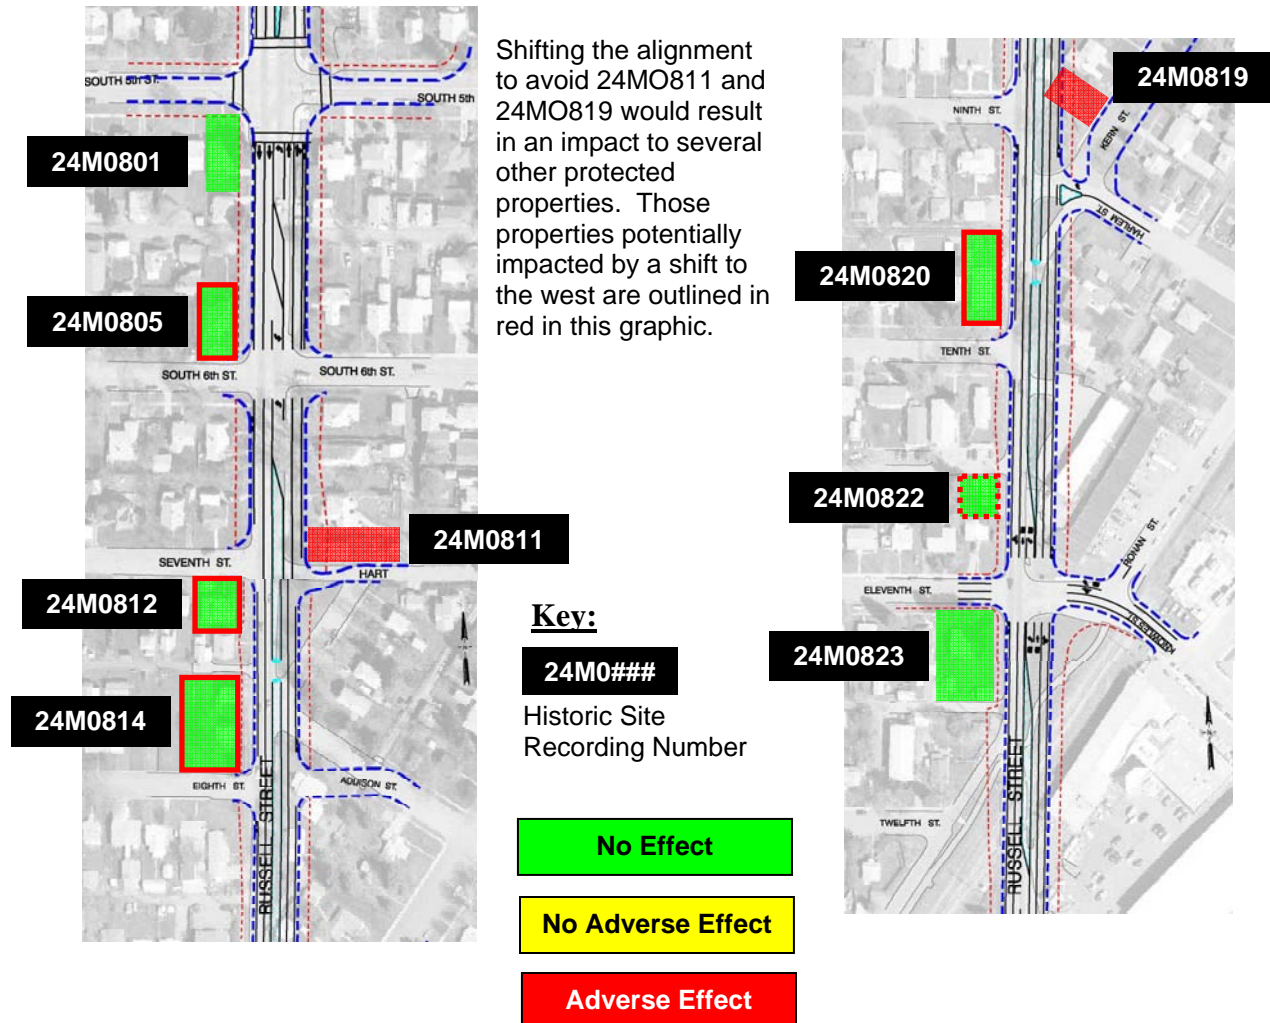 SOUTH 5th ST.
SOUTH 5th
24M0801
24M0805
SOUTH 6th ST.
SOUTH 6th ST.
24M0811
SEVENTH ST.
HART
24M0812
24M0814
EIGHTH ST.
ADDISON ST.
RUSSELL STREET
Shifting the alignment
to avoid 24MO811 and
24MO819 would result
in an impact to several
other protected
properties. Those
properties potentially
impacted by a shift to
the west are outlined in
red in this graphic.
Key:
24M0###
Historic Site
Recording Number
No Effect
No Adverse Effect
Adverse Effect
24M0819
NINTH ST.
KERN ST.
HARLEM ST.
24M0820
TENTH ST.
24M0822
RONAN ST.
ELEVENTH ST.
KNOWLES ST
24M0823
TWELFTH ST.
RUSSELL STREET